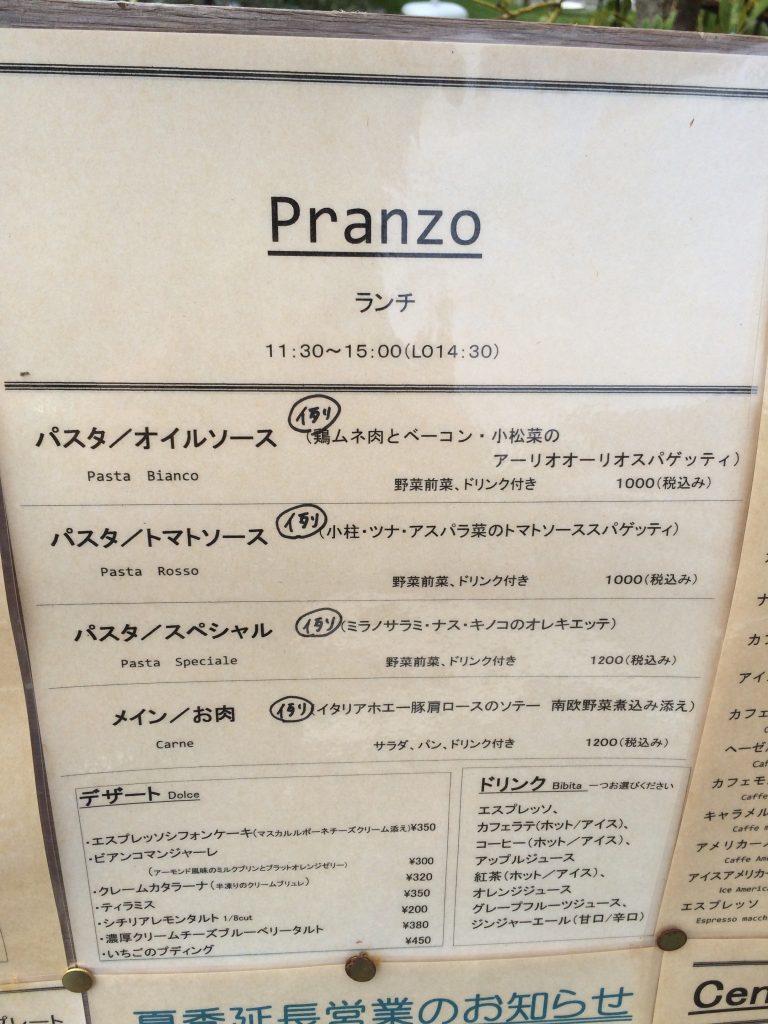 Pranzo
ランチ
11:30～15:00(LO14:30)
パスタ／オイルソース イタリ (鶏ムネ肉とベーコン・小松菜の
アーリオオーリオスパゲッティ)
Pasta Bianco 野菜前菜、ドリンク付き 1000(税込み)
パスタ／トマトソース イタリ (小柱・ツナ・アスパラ菜のトマトソーススパゲッティ)
Pasta Rosso 野菜前菜、ドリンク付き 1000(税込み)
パスタ／スペシャル イタリ (ミラノサラミ・ナス・キノコのオレキエッテ)
Pasta Speciale 野菜前菜、ドリンク付き 1200(税込み)
メイン／お肉 イタリ (イタリアホエー豚肩ロースのソテー 南欧野菜煮込み添え)
Carne サラダ、パン、ドリンク付き 1200(税込み)
デザート Dolce
・エスプレッソシフォンケーキ(マスカルルポーネチーズクリーム添え) ¥350
・ビアンコマンジャーレ
(アーモンド風味のミルクプリンとブラットオレンジゼリー) ¥300
・クレームカタラーナ(半凍りのクリームブリュレ) ¥320
・ティラミス ¥350
・シチリアレモンタルト 1/8cut ¥200
・濃厚クリームチーズブルーベリータルト ¥380
・いちごのプディング ¥450
ドリンク Bibita 一つお選びください
エスプレッソ、
カフェラテ(ホット/アイス)、
コーヒー(ホット／アイス)、
アップルジュース
紅茶(ホット／アイス)、
オレンジジュース
グレープフルーツジュース、
ジンジャーエール(甘口/辛口)
カフェ
ヘーゼル
Caf
カフェモ
Caffe
キャラメル
Caffe m
アメリカー
Caffe Am
アイスアメリカー
Ice America
エスプレッソ
Espresso macch
プレート
夏季延長営業のお知らせ
Cen